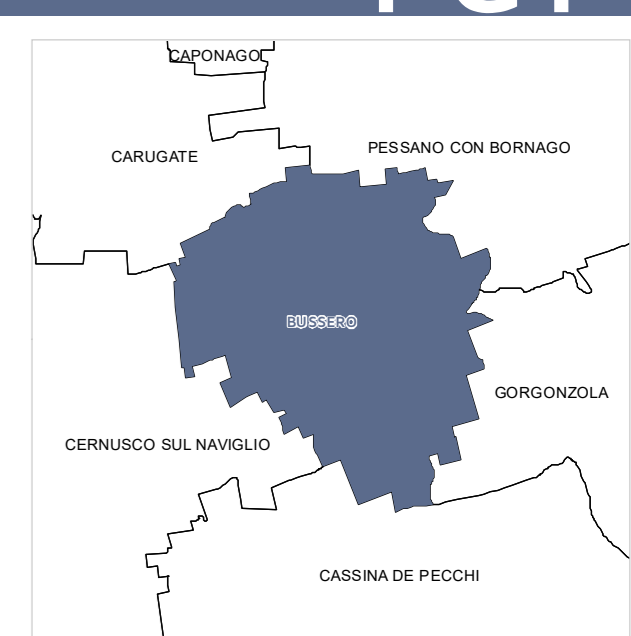 CAPONAGO
PESSANO CON BORNAGO
CARUGATE
BUSSERO
GORGONZOLA
CERNUSCO SUL NAVIGLIO
CASSINA DE PECCHI